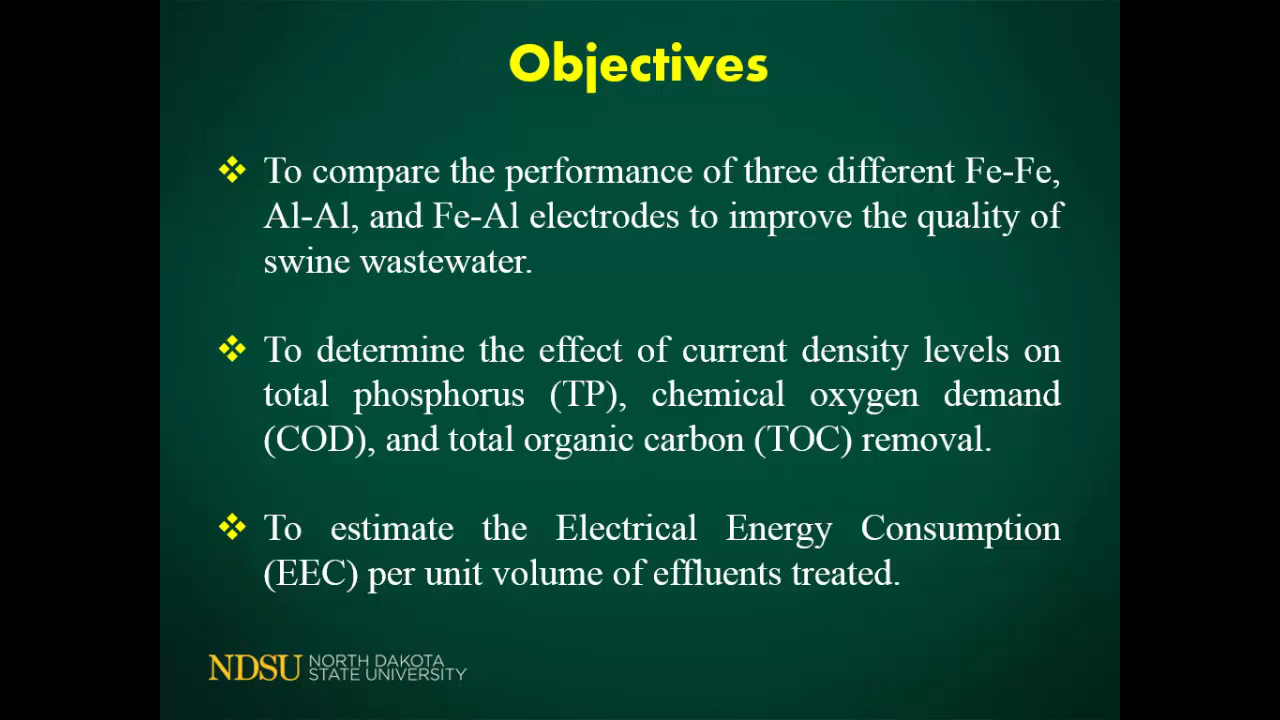 Objectives
To compare the performance of three different Fe-Fe,
Al-Al, and Fe-Al electrodes to improve the quality of
swine wastewater.
To determine the effect of current density levels on
total phosphorus (TP), chemical oxygen demand
(COD), and total organic carbon (TOC) removal.
To estimate the Electrical Energy Consumption
(EEC) per unit volume of effluents treated.
NDSU NORTH DAKOTA
STATE UNIVERSITY